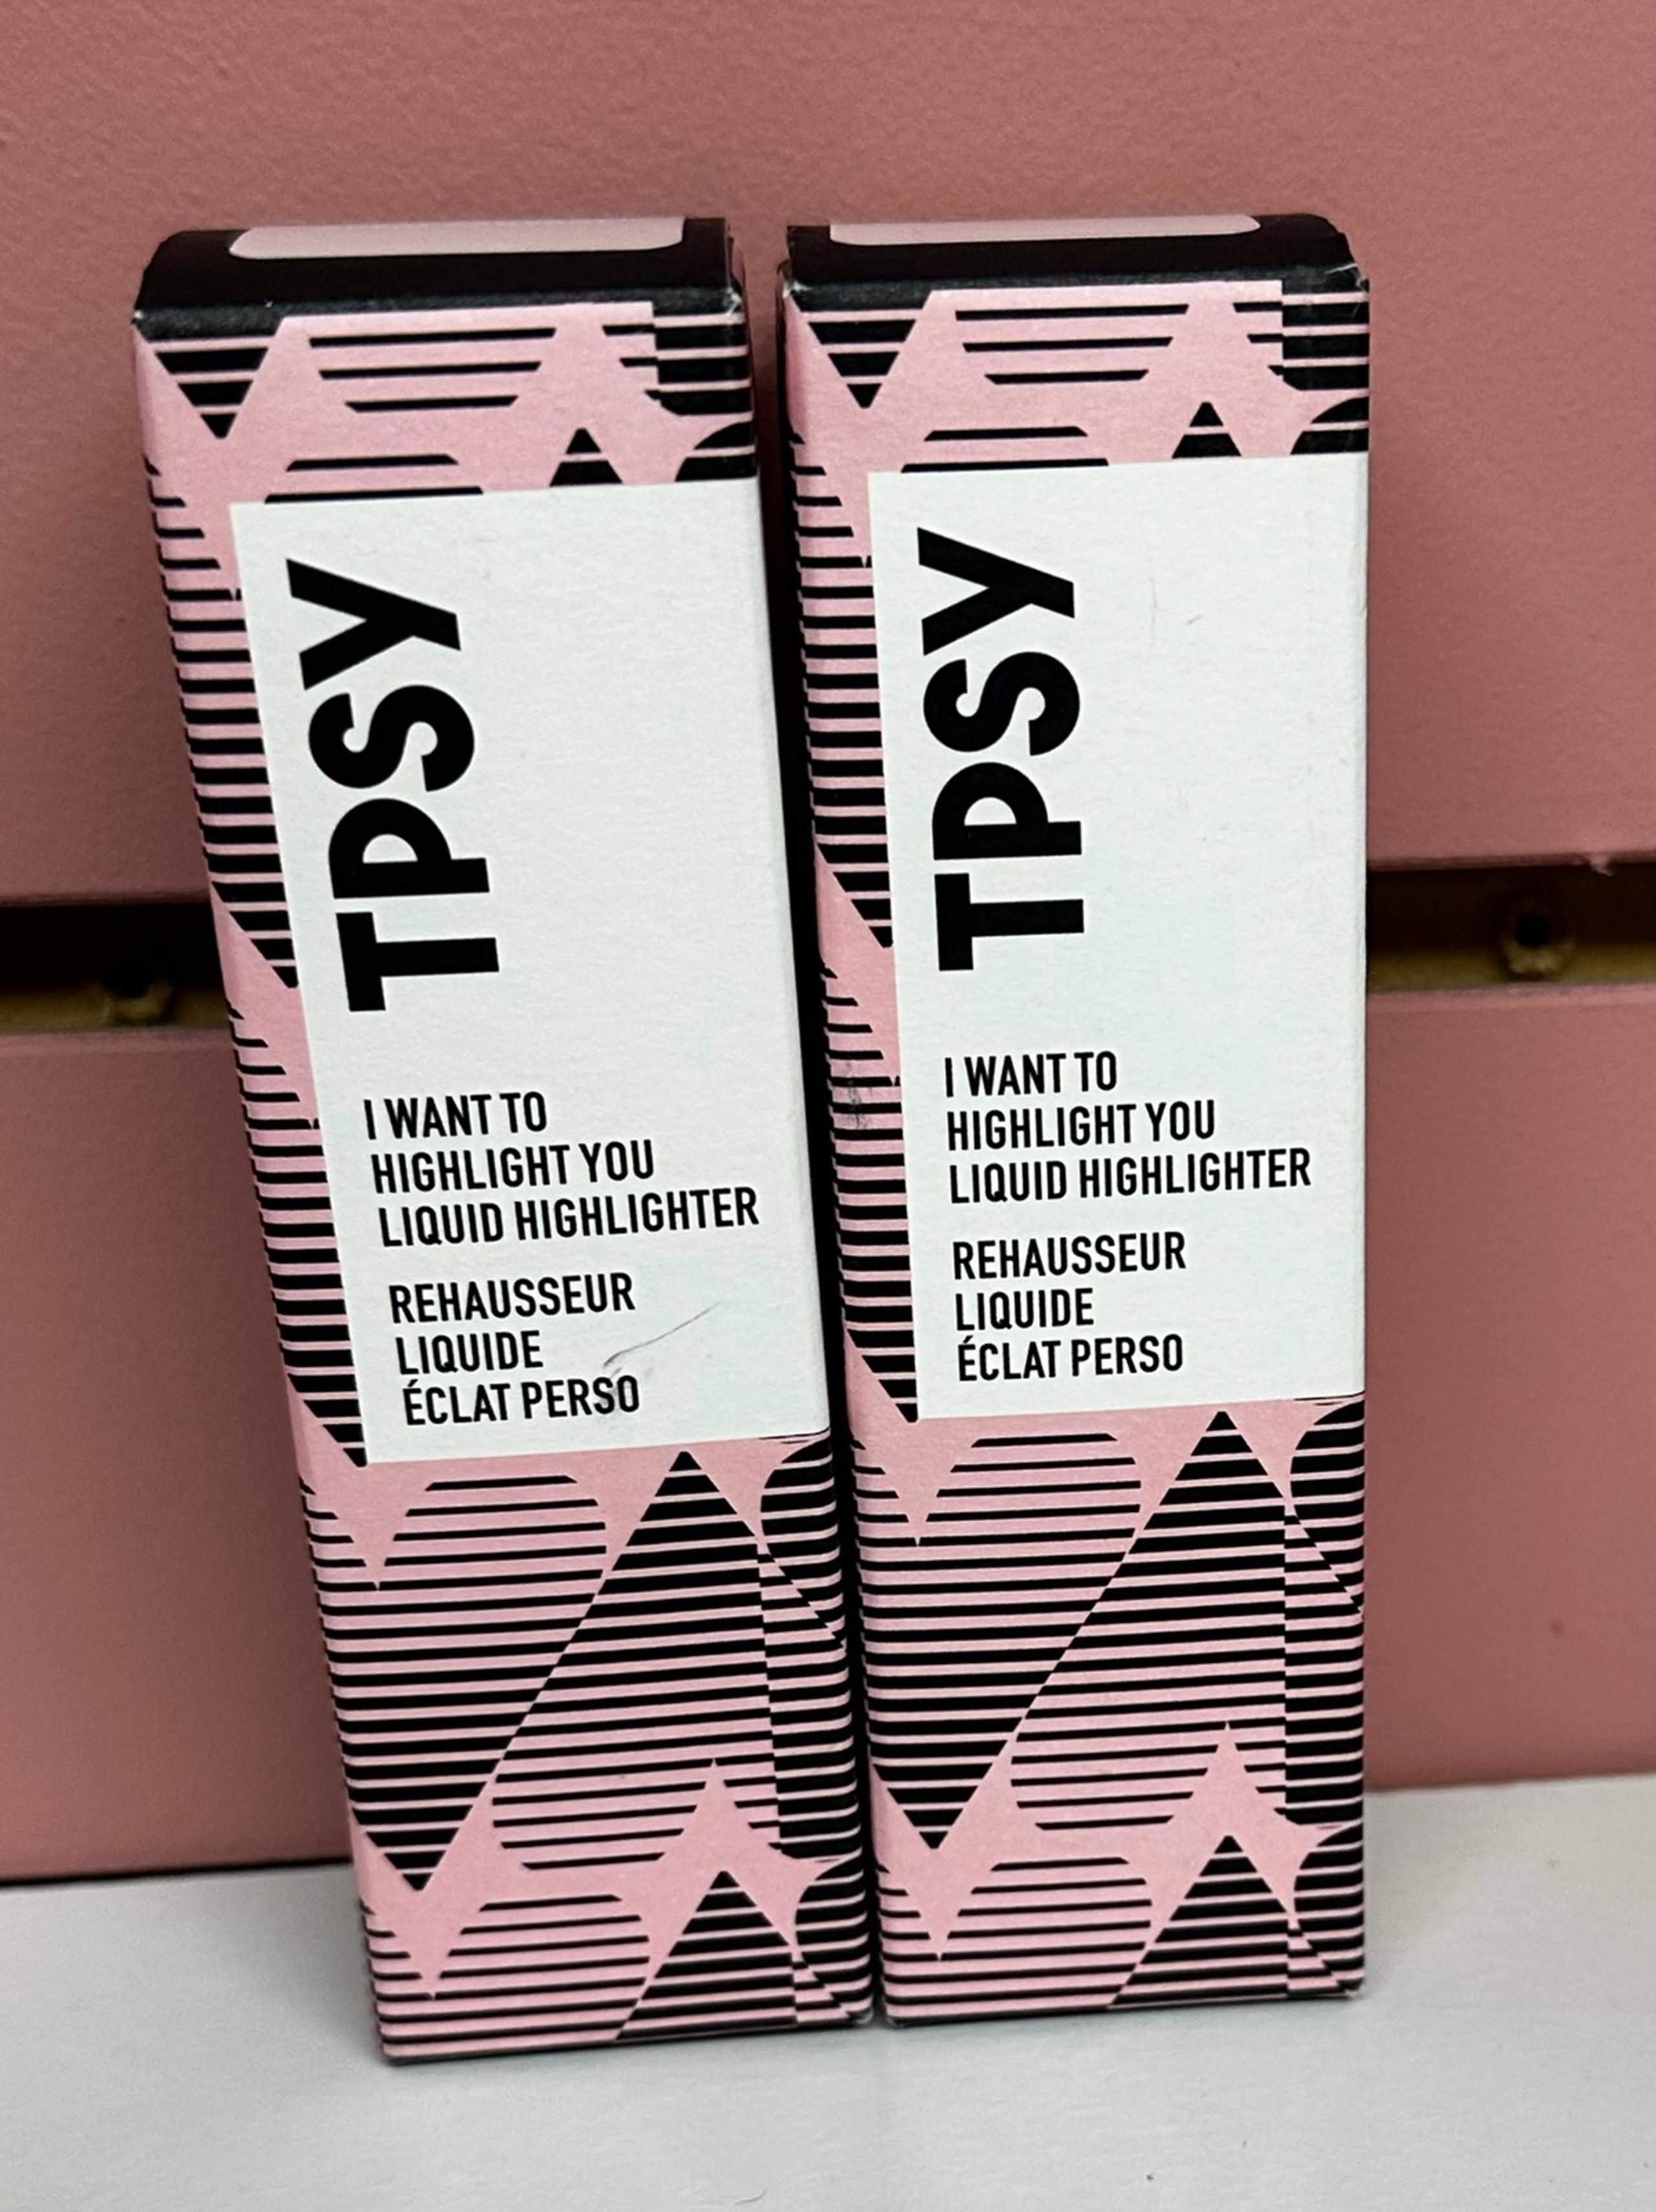 TPSY
I WANT TO
HIGHLIGHT YOU
LIQUID HIGHLIGHTER
REHAUSSEUR
LIQUIDE
ÉCLAT PERSO
TPSY
I WANT TO
HIGHLIGHT YOU
LIQUID HIGHLIGHTER
REHAUSSEUR
LIQUIDE
ÉCLAT PERSO